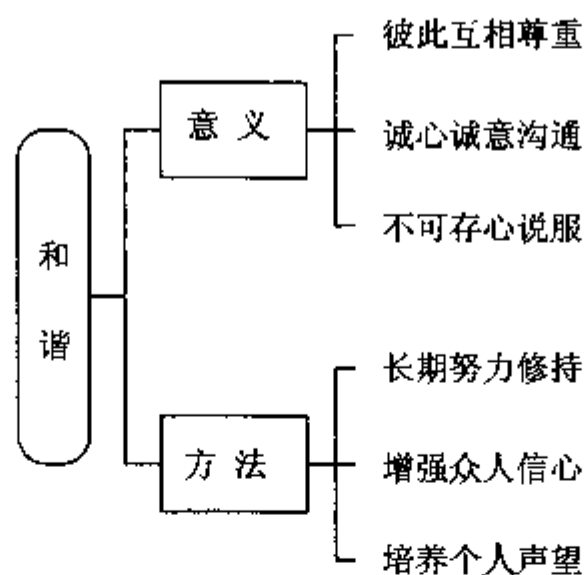 和谐
意义
彼此互相尊重
诚心诚意沟通
不可存心说服
方法
长期努力修持
增强众人信心
培养个人声望